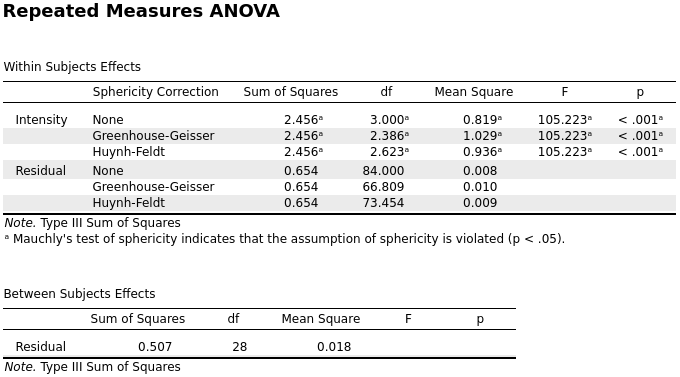 Repeated Measures ANOVA
Within Subjects Effects
Sphericity Correction Sum of Squares df Mean Square F p
Intensity None 2.456ᵃ 3.000ᵃ 0.819ᵃ 105.223ᵃ < .001ᵃ
Greenhouse-Geisser 2.456ᵃ 2.386ᵃ 1.029ᵃ 105.223ᵃ < .001ᵃ
Huynh-Feldt 2.456ᵃ 2.623ᵃ 0.936ᵃ 105.223ᵃ < .001ᵃ
Residual None 0.654 84.000 0.008
Greenhouse-Geisser 0.654 66.809 0.010
Huynh-Feldt 0.654 73.454 0.009
Note. Type III Sum of Squares
ᵃ Mauchly's test of sphericity indicates that the assumption of sphericity is violated (p < .05).
Between Subjects Effects
Sum of Squares df Mean Square F p
Residual 0.507 28 0.018
Note. Type III Sum of Squares